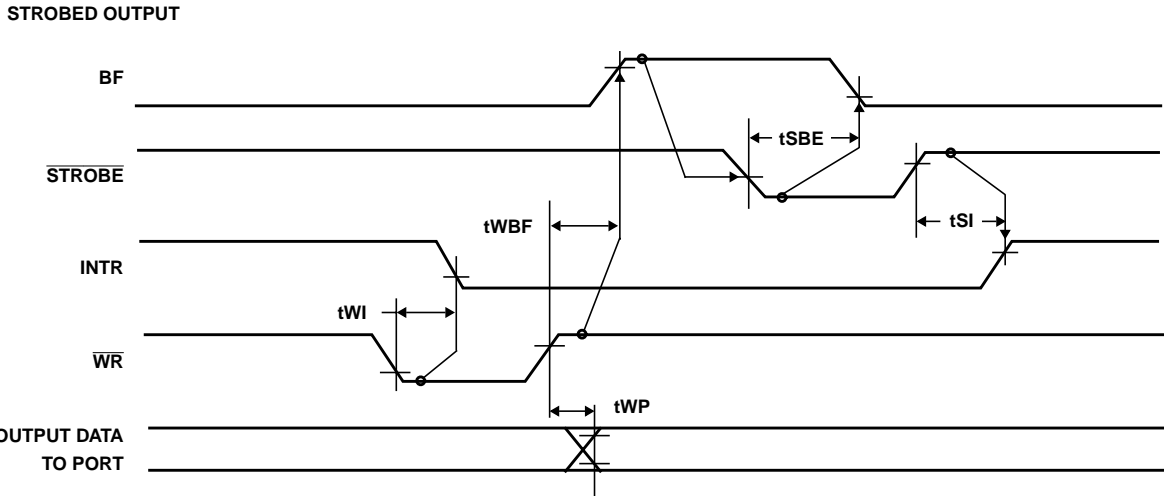 STROBED OUTPUT
BF
tSBE
STROBE
tWBF
tSI
INTR
tWI
WR
tWP
OUTPUT DATA
TO PORT